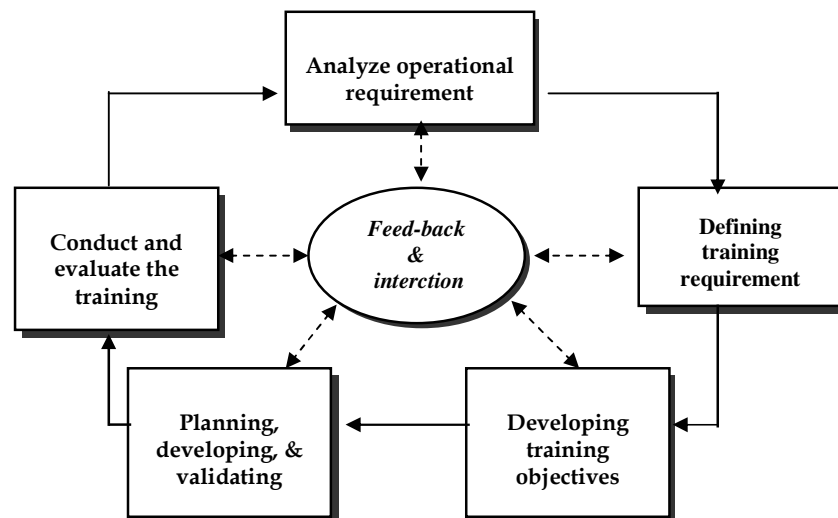 Analyze operational
requirement
Defining
training
requirement
Developing
training
objectives
Planning,
developing, &
validating
Conduct and
evaluate the
training
Feed-back
&
interction